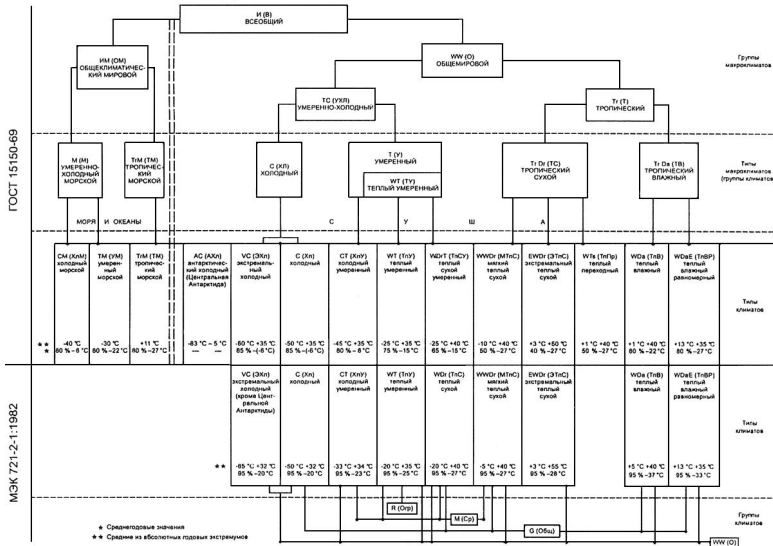 И (В)
ВСЕОБЩИЙ
ИМ (ОМ)
ОБЩЕКЛИМАТИЧЕС-
КИЙ МИРОВОЙ
WW (О)
ОБЩЕМИРОВОЙ
Группы
макроклиматов
ТС (УХЛ)
УМЕРЕННО-ХОЛОДНЫЙ
Tr (Т)
ТРОПИЧЕСКИЙ
ГОСТ 15150-69
М (М)
УМЕРЕННО-
ХОЛОДНЫЙ
МОРСКОЙ
TrM (ТМ)
ТРОПИЧЕС-
КИЙ
МОРСКОЙ
С (ХЛ)
ХОЛОДНЫЙ
Т (У)
УМЕРЕННЫЙ
WT (ТУ)
ТЕПЛЫЙ УМЕРЕННЫЙ
Tr Dr (ТС)
ТРОПИЧЕСКИЙ
СУХОЙ
Tr Da (ТВ)
ТРОПИЧЕСКИЙ
ВЛАЖНЫЙ
Типы
макроклиматов
(группы климатов)
МОРЯ И ОКЕАНЫ
С У Ш А
СМ (ХлМ)
холодный
морской
-40 °С
80 % –6 °С
ТМ (УМ)
умерен-
ный
морской
-30 °С
80 % –22 °С
TrM (ТМ)
тропичес-
кий
морской
+11 °С
80 % –27 °С
АС (АХл)
антарктичес-
кий холодный
(Центральная
Антарктида)
-83 °С – 5 °С
— —
VC (ЭХл)
экстремаль-
ный
холодный
-60 °С +35 °С
85 % –(-6 °С)
С (Хл)
холодный
-50 °С +35 °С
85 % –(-6 °С)
СТ (ХлУ)
холодный
умеренный
-45 °С +35 °С
80 % –6 °С
WT (ТпУ)
теплый
умеренный
-25 °С +35 °С
75 % –15 °С
WDrT (ТпСУ)
теплый
сухой
умеренный
-25 °С +40 °С
65 % –15 °С
WWDr (МТпС)
мягкий
теплый
сухой
-10 °С +40 °С
50 % –27 °С
EWDr (ЭТпС)
экстремальный
теплый
сухой
+3 °С +50 °С
40 % –27 °С
WTв (ТпПр)
теплый
переходный
+1 °С +40 °С
50 % –27 °С
WDa (ТпВ)
теплый
влажный
+1 °С +40 °С
80 % –22 °С
WDaE (ТпВР)
теплый
влажный
равномерный
+13 °С +35 °С
80 % –27 °С
Типы
климатов
★★
★
МЭК 721-2-1:1982
VC (ЭХл)
экстремальный
холодный
(кроме Цент-
ральной
Антарктиды)
-65 °С +32 °С
95 % –20 °С
С (Хл)
холодный
-50 °С +32 °С
95 % –20 °С
СТ (ХлУ)
холодный
умеренный
-33 °С +34 °С
95 % –23 °С
WT (ТпУ)
теплый
умеренный
-20 °С +35 °С
95 % –25 °С
WDr (ТпС)
теплый
сухой
-20 °С +40 °С
95 % –27 °С
WWDr (МТпС)
мягкий
теплый
сухой
-5 °С +40 °С
95 % –27 °С
EWDr (ЭТпС)
экстремальный
теплый
сухой
+3 °С +55 °С
95 % –28 °С
WDa (ТпВ)
теплый
влажный
+5 °С +40 °С
95 % –37 °С
WDaE (ТпВР)
теплый
влажный
равномерный
+13 °С +35 °С
95 % –33 °С
Типы
климатов
★★
R (Огр)
М (Ср)
G (Общ)
WW (О)
Группы
климатов
★ Среднегодовые значения
★★ Средние из абсолютных годовых экстремумов